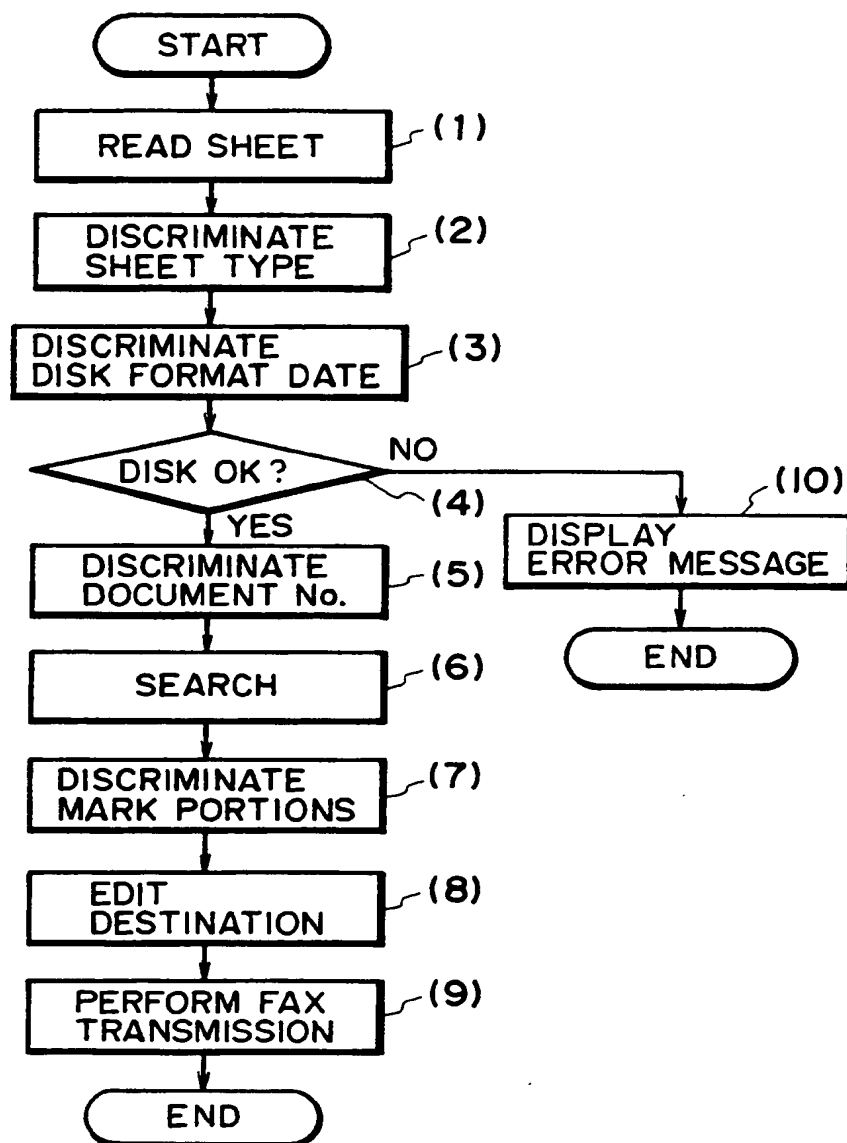 START
READ SHEET
(1)
DISCRIMINATE
SHEET TYPE
(2)
DISCRIMINATE
DISK FORMAT DATE
(3)
DISK OK?
NO
(4)
YES
(10)
DISPLAY
ERROR MESSAGE
END
DISCRIMINATE
DOCUMENT No.
(5)
SEARCH
(6)
DISCRIMINATE
MARK PORTIONS
(7)
EDIT
DESTINATION
(8)
PERFORM FAX
TRANSMISSION
(9)
END